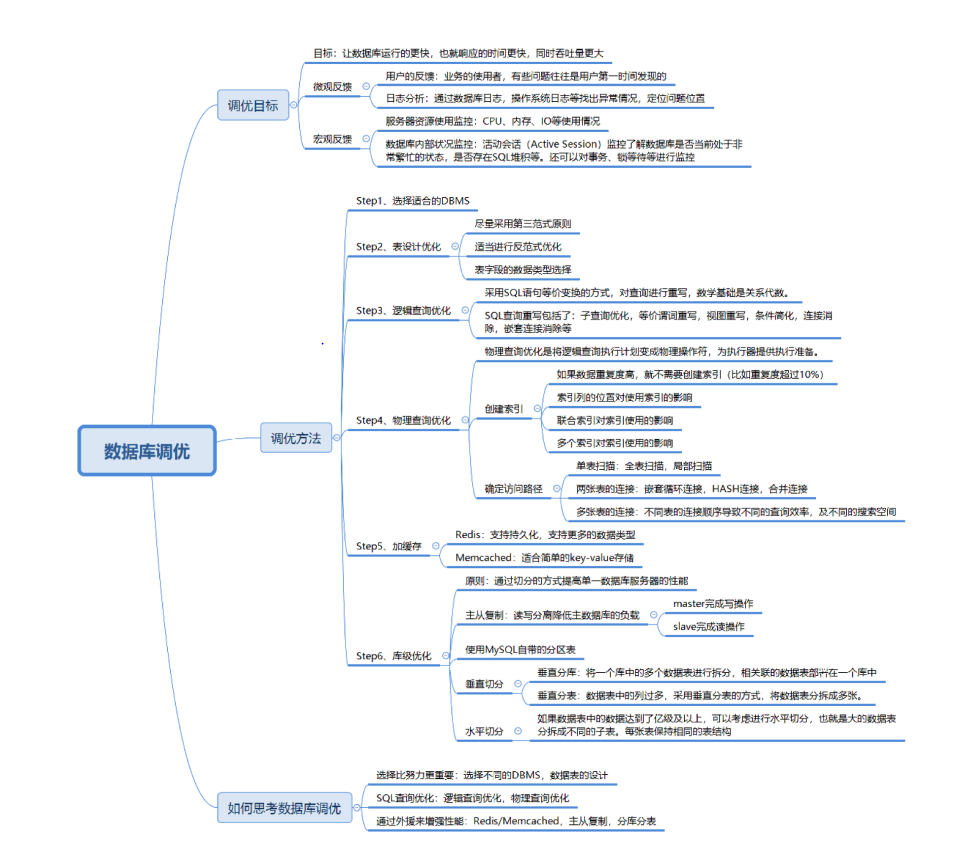 数据库调优
调优目标
目标：让数据库运行的更快，也就响应的时间更快，同时吞吐量更大
微观反馈
用户的反馈：业务的使用者，有些问题往往是用户第一时间发现的
日志分析：通过数据库日志，操作系统日志等找出异常情况，定位问题位置
宏观反馈
服务器资源使用监控：CPU、内存、IO等使用情况
数据库内部状况监控：活动会话（Active Session）监控了解数据库是否当前处于非
常繁忙的状态，是否存在SQL堆积等。还可以对事务、锁等待等进行监控
调优方法
Step1、选择适合的DBMS
Step2、表设计优化
尽量采用第三范式原则
适当进行反范式优化
表字段的数据类型选择
Step3、逻辑查询优化
采用SQL语句等价变换的方式，对查询进行重写，数学基础是关系代数。
SQL查询重写包括了：子查询优化，等价谓词重写，视图重写，条件简化，连接消
除，嵌套连接消除等
Step4、物理查询优化
物理查询优化是将逻辑查询执行计划变成物理操作符，为执行器提供执行准备。
创建索引
如果数据重复度高，就不需要创建索引（比如重复度超过10%）
索引列的位置对使用索引的影响
联合索引对索引使用的影响
多个索引对索引使用的影响
确定访问路径
单表扫描：全表扫描，局部扫描
两张表的连接：嵌套循环连接，HASH连接，合并连接
多张表的连接：不同表的连接顺序导致不同的查询效率，及不同的搜索空间
Step5、加缓存
Redis：支持持久化，支持更多的数据类型
Memcached：适合简单的key-value存储
Step6、库级优化
原则：通过切分的方式提高单一数据库服务器的性能
主从复制：读写分离降低主数据库的负载
master完成写操作
slave完成读操作
使用MySQL自带的分区表
垂直切分
垂直分库：将一个库中的多个数据表进行拆分，相关联的数据表部署在一个库中
垂直分表：数据表中的列过多，采用垂直分表的方式，将数据表分拆成多张。
水平切分
如果数据表中的数据达到了亿级及以上，可以考虑进行水平切分，也就是大的数据表
分拆成不同的子表。每张表保持相同的表结构
如何思考数据库调优
选择比努力更重要：选择不同的DBMS，数据表的设计
SQL查询优化：逻辑查询优化，物理查询优化
通过外援来增强性能：Redis/Memcached，主从复制，分库分表